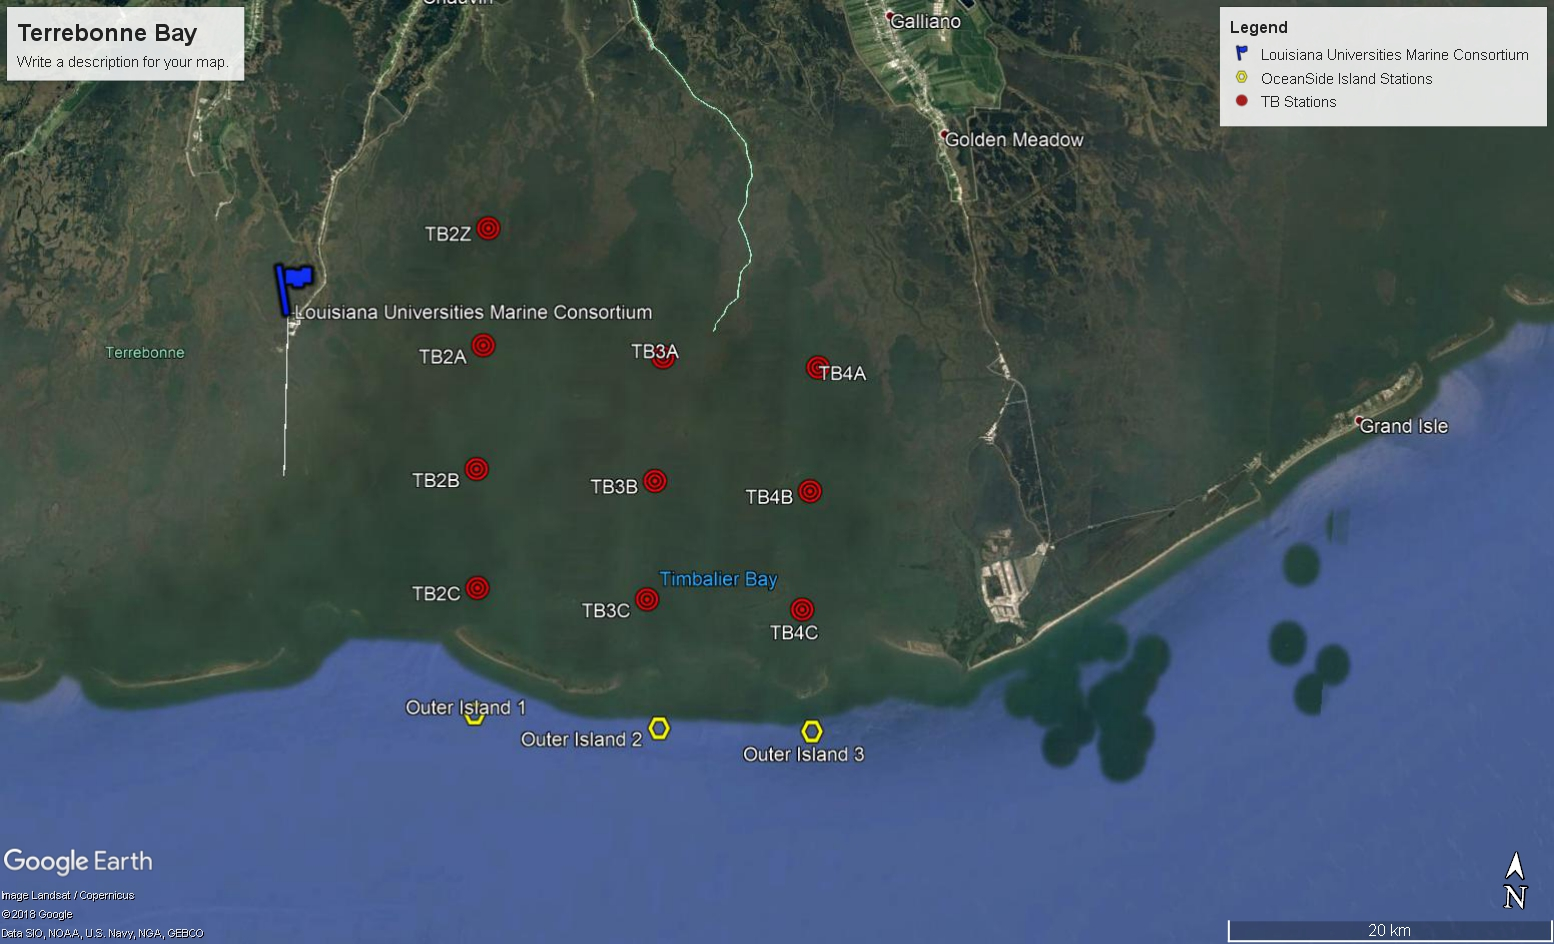 Terrebonne Bay
Write a description for your map.
Chauvin
Galliano
Legend
Louisiana Universities Marine Consortium
OceanSide Island Stations
TB Stations
Golden Meadow
TB2Z
Louisiana Universities Marine Consortium
Terrebonne
TB2A
TB3A
TB4A
Grand Isle
TB2B
TB3B
TB4B
Timbalier Bay
TB2C
TB3C
TB4C
Outer Island 1
Outer Island 2
Outer Island 3
Google Earth
Image Landsat / Copernicus
©2018 Google
Data SIO, NOAA, U.S. Navy, NGA, GEBCO
N
20 km